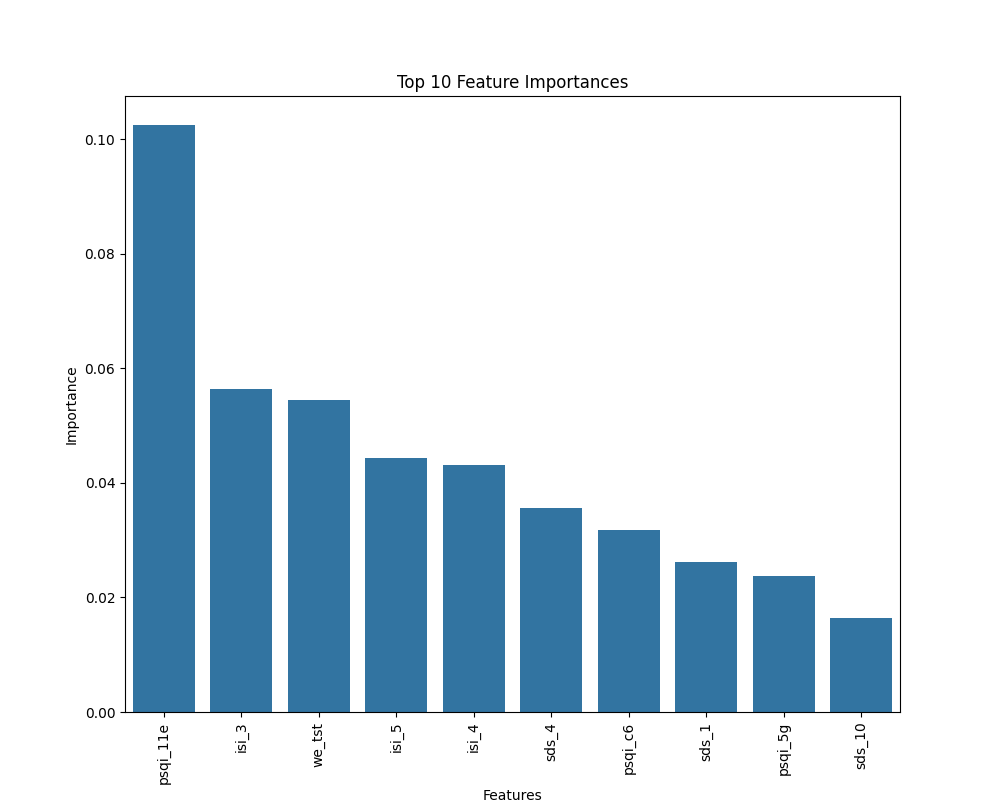 Top 10 Feature Importances
0.10
0.08
0.06
0.04
0.02
0.00
Importance
psqi_11e
isi_3
we_tst
isi_5
isi_4
sds_4
psqi_c6
sds_1
psqi_5g
sds_10
Features